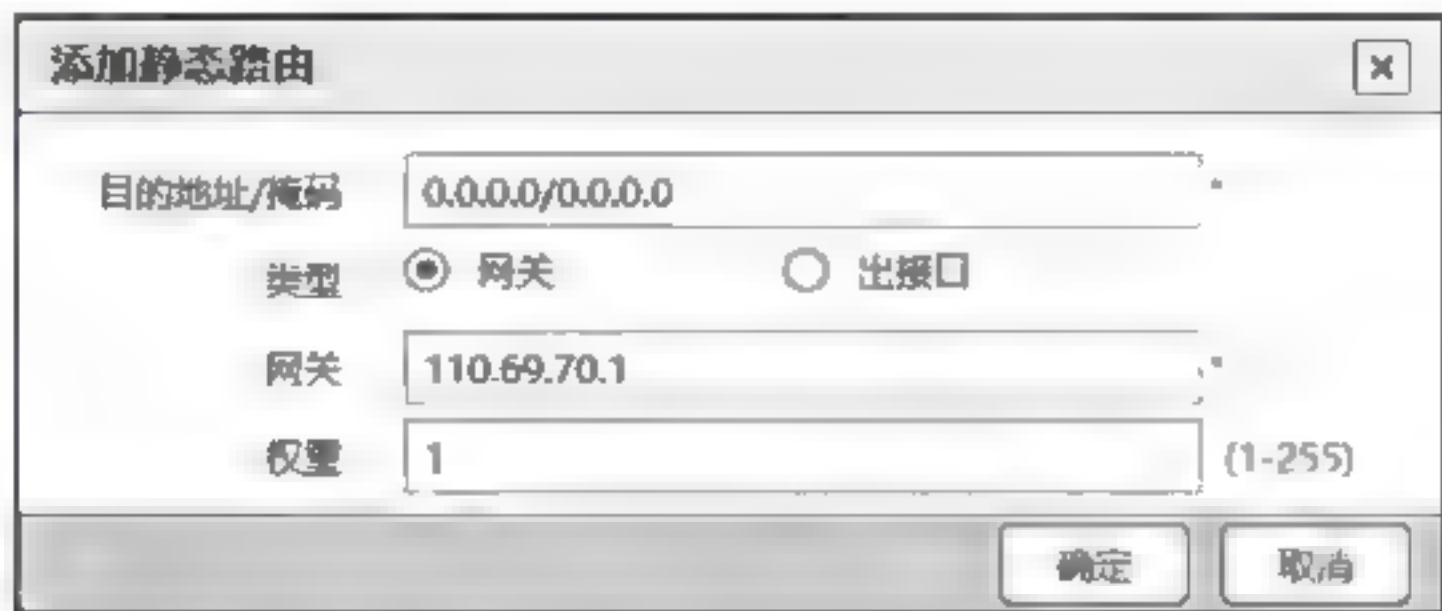 添加静态路由
目的地址/掩码 0.0.0.0/0.0.0.0 *
类型 网关 出接口
网关 110.69.70.1 *
权重 1 (1-255)
确定 取消